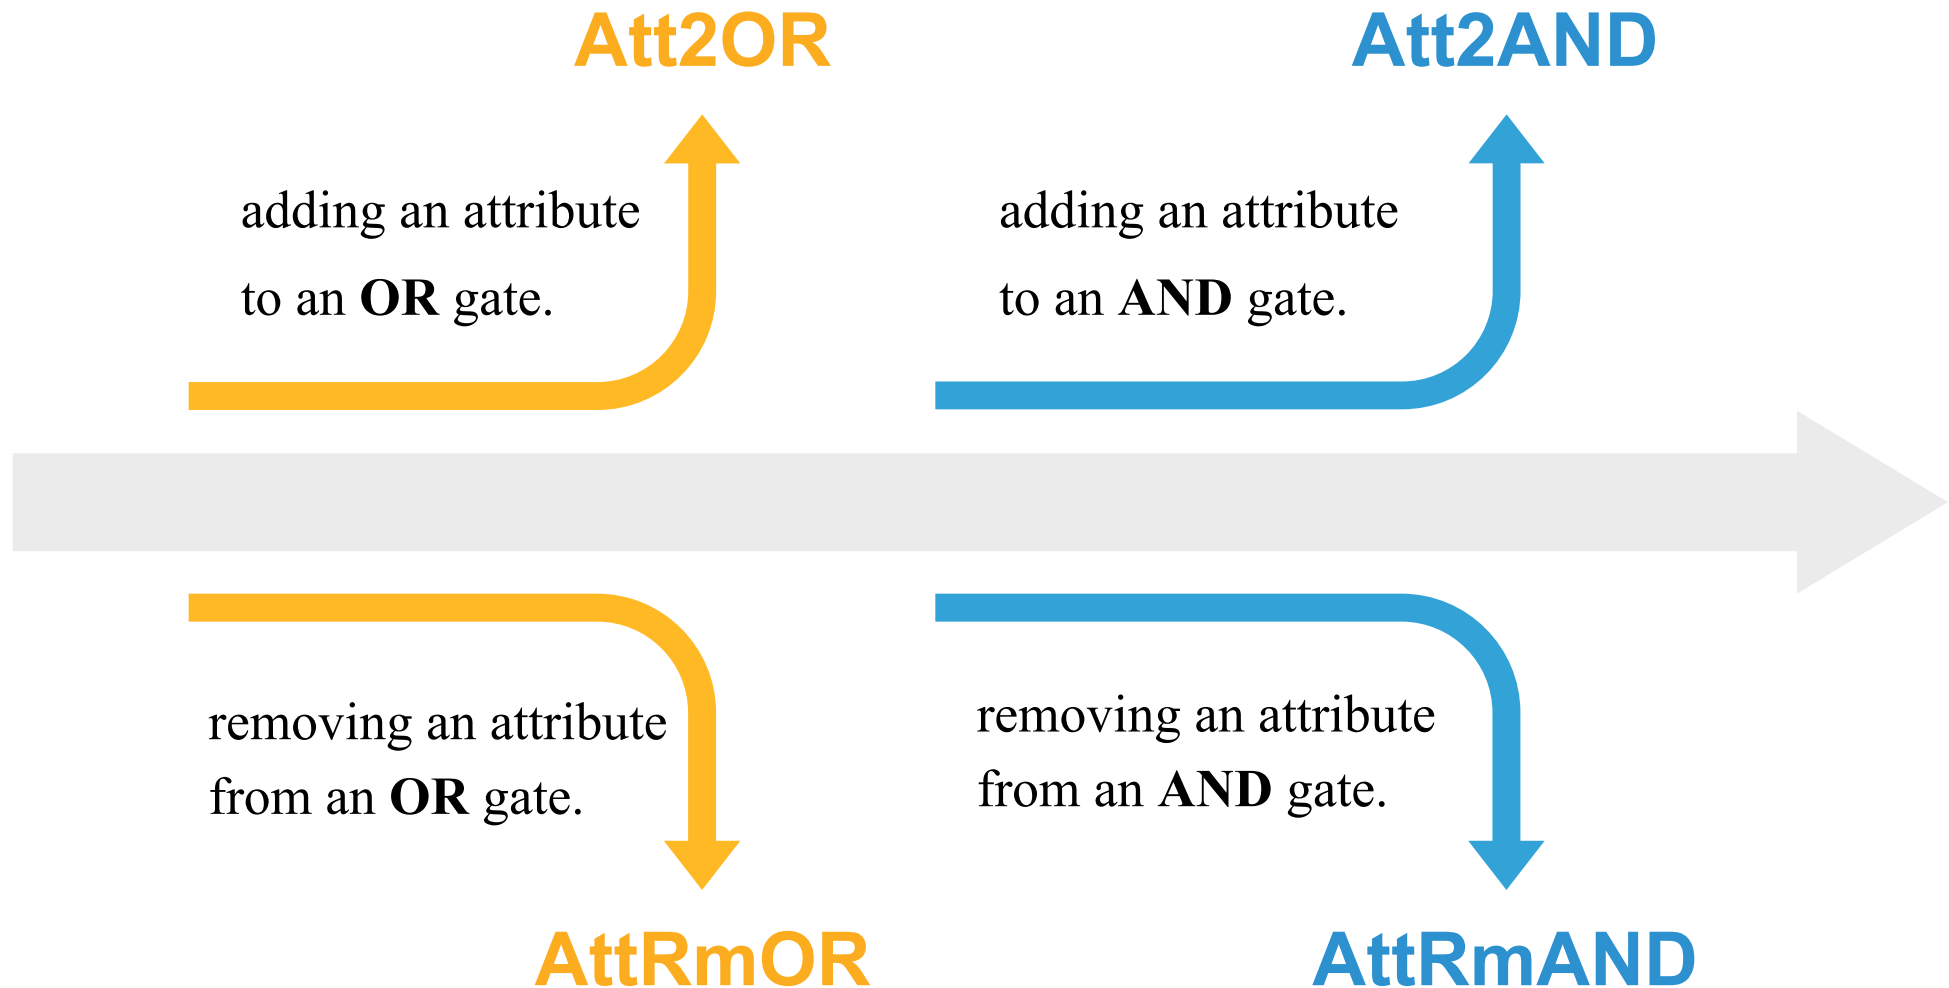 Att2OR
adding an attribute
to an OR gate.
Att2AND
adding an attribute
to an AND gate.
removing an attribute
from an OR gate.
AttRmOR
removing an attribute
from an AND gate.
AttRmAND